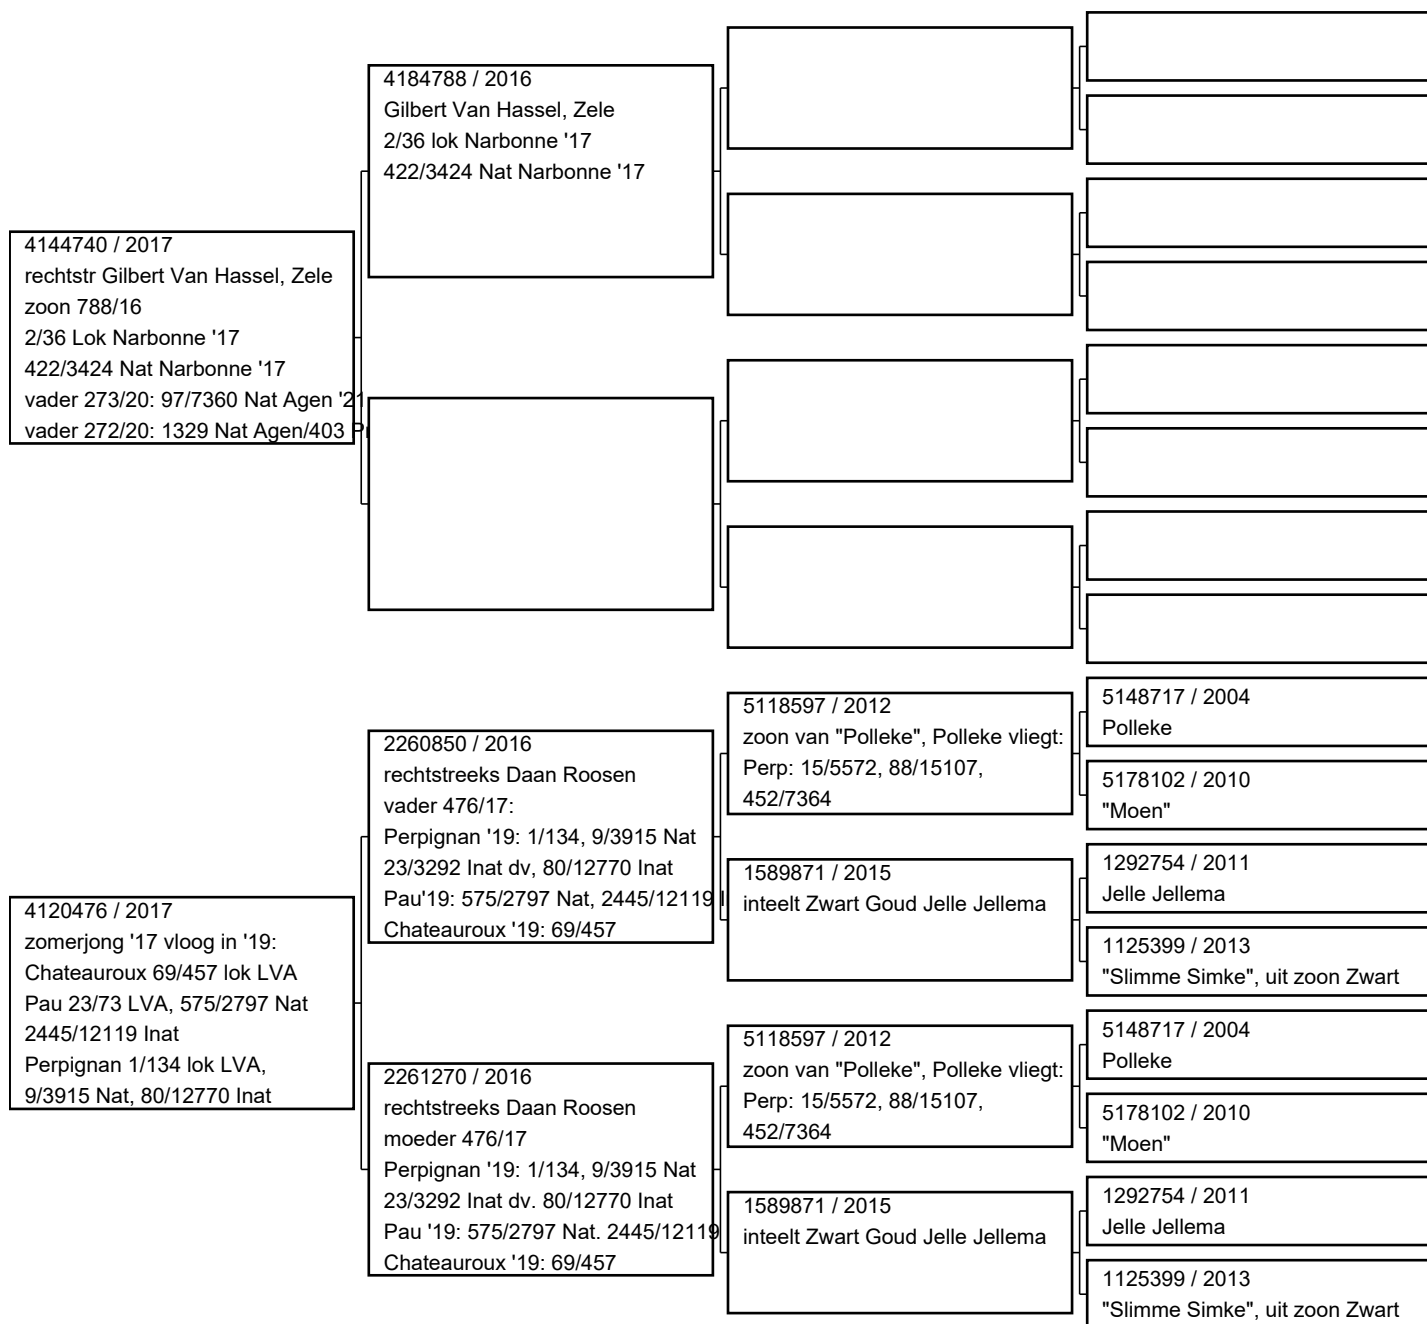 4144740 / 2017
rechtstr Gilbert Van Hassel, Zele
zoon 788/16
2/36 Lok Narbonne '17
422/3424 Nat Narbonne '17
vader 273/20: 97/7360 Nat Agen '21
vader 272/20: 1329 Nat Agen/403
4120476 / 2017
zomerjong '17 vloog in '19:
Chateauroux 69/457 lok LVA
Pau 23/73 LVA, 575/2797 Nat
2445/12119 Inat
Perpignan 1/134 lok LVA,
9/3915 Nat, 80/12770 Inat
4184788 / 2016
Gilbert Van Hassel, Zele
2/36 lok Narbonne '17
422/3424 Nat Narbonne '17
2260850 / 2016
rechtstreeks Daan Roosen
vader 476/17:
Perpignan '19: 1/134, 9/3915 Nat
23/3292 Inat dv, 80/12770 Inat
Pau'19: 575/2797 Nat, 2445/12119
Chateauroux '19: 69/457
2261270 / 2016
rechtstreeks Daan Roosen
moeder 476/17
Perpignan '19: 1/134, 9/3915 Nat
23/3292 Inat dv. 80/12770 Inat
Pau '19: 575/2797 Nat. 2445/12119
Chateauroux '19: 69/457
5118597 / 2012
zoon van "Polleke", Polleke vliegt:
Perp: 15/5572, 88/15107,
452/7364
1589871 / 2015
inteelt Zwart Goud Jelle Jellema
5118597 / 2012
zoon van "Polleke", Polleke vliegt:
Perp: 15/5572, 88/15107,
452/7364
1589871 / 2015
inteelt Zwart Goud Jelle Jellema
5148717 / 2004
Polleke
5178102 / 2010
"Moen"
1292754 / 2011
Jelle Jellema
1125399 / 2013
"Slimme Simke", uit zoon Zwart
5148717 / 2004
Polleke
5178102 / 2010
"Moen"
1292754 / 2011
Jelle Jellema
1125399 / 2013
"Slimme Simke", uit zoon Zwart